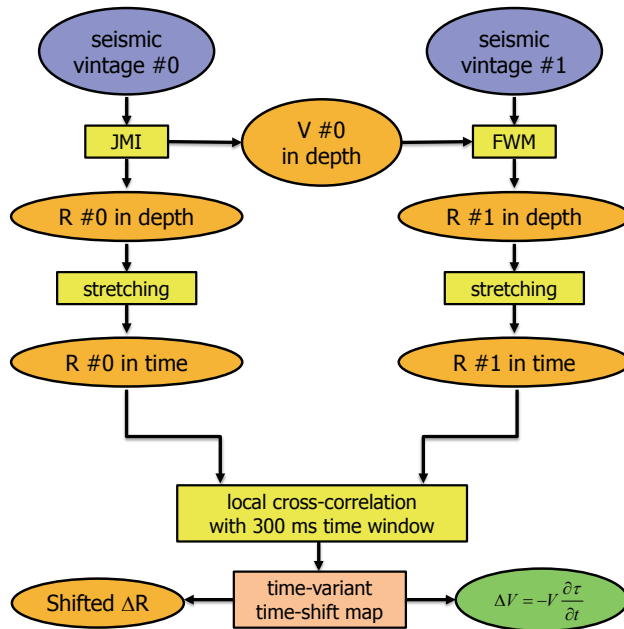 seismic
vintage #0
seismic
vintage #1
JMI
V #0
in depth
FWM
R #0 in depth
R #1 in depth
stretching
stretching
R #0 in time
R #1 in time
local cross-correlation
with 300 ms time window
Shifted ΔR
time-variant
time-shift map
ΔV = −V ∂τ/∂t